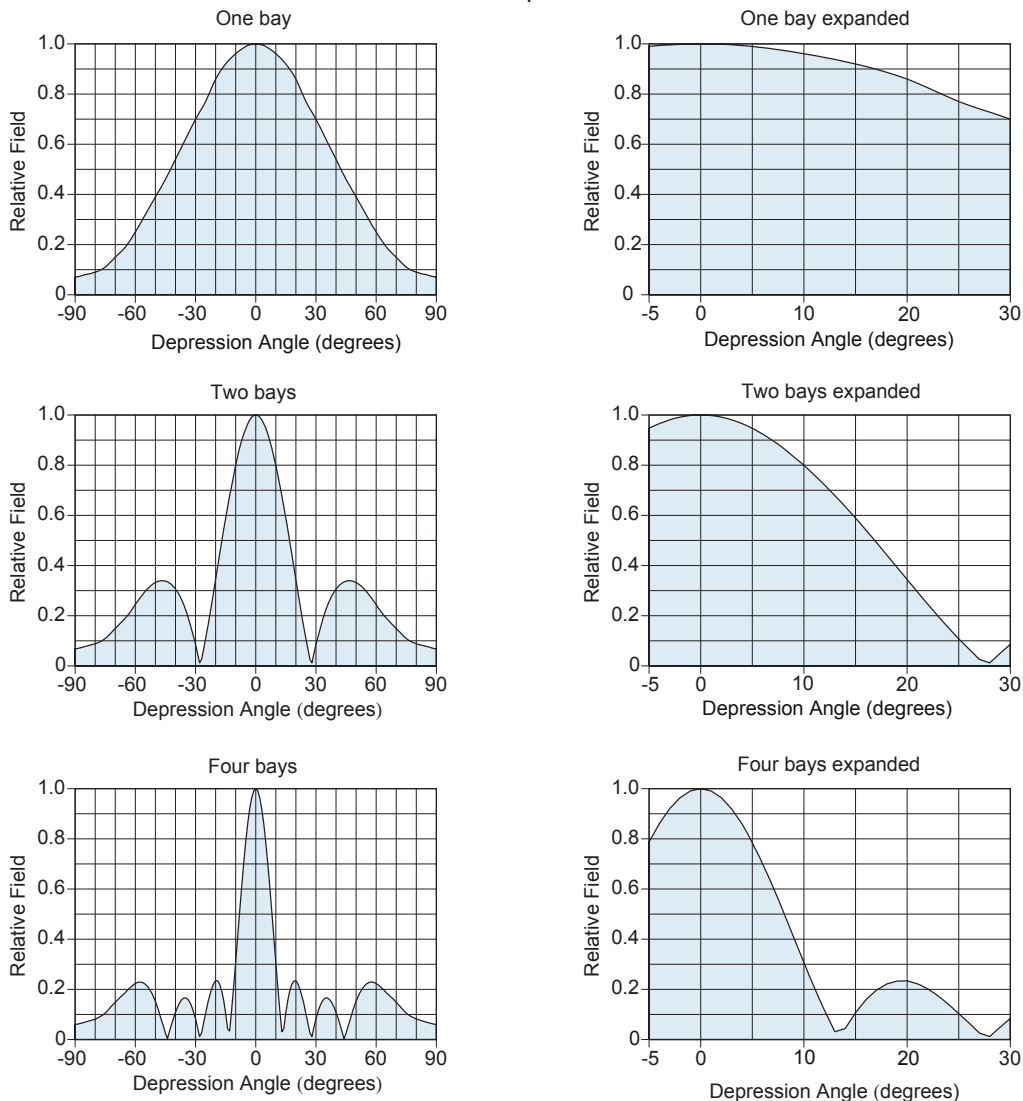 One bay
1.0
0.8
0.6
0.4
0.2
0
Relative Field
-90 -60 -30 0 30 60 90
Depression Angle (degrees)
One bay expanded
1.0
0.8
0.6
0.4
0.2
0
Relative Field
-5 0 10 20 30
Depression Angle (degrees)
Two bays
1.0
0.8
0.6
0.4
0.2
0
Relative Field
-90 -60 -30 0 30 60 90
Depression Angle (degrees)
Two bays expanded
1.0
0.8
0.6
0.4
0.2
0
Relative Field
-5 0 10 20 30
Depression Angle (degrees)
Four bays
1.0
0.8
0.6
0.4
0.2
0
Relative Field
-90 -60 -30 0 30 60 90
Depression Angle (degrees)
Four bays expanded
1.0
0.8
0.6
0.4
0.2
0
Relative Field
-5 0 10 20 30
Depression Angle (degrees)